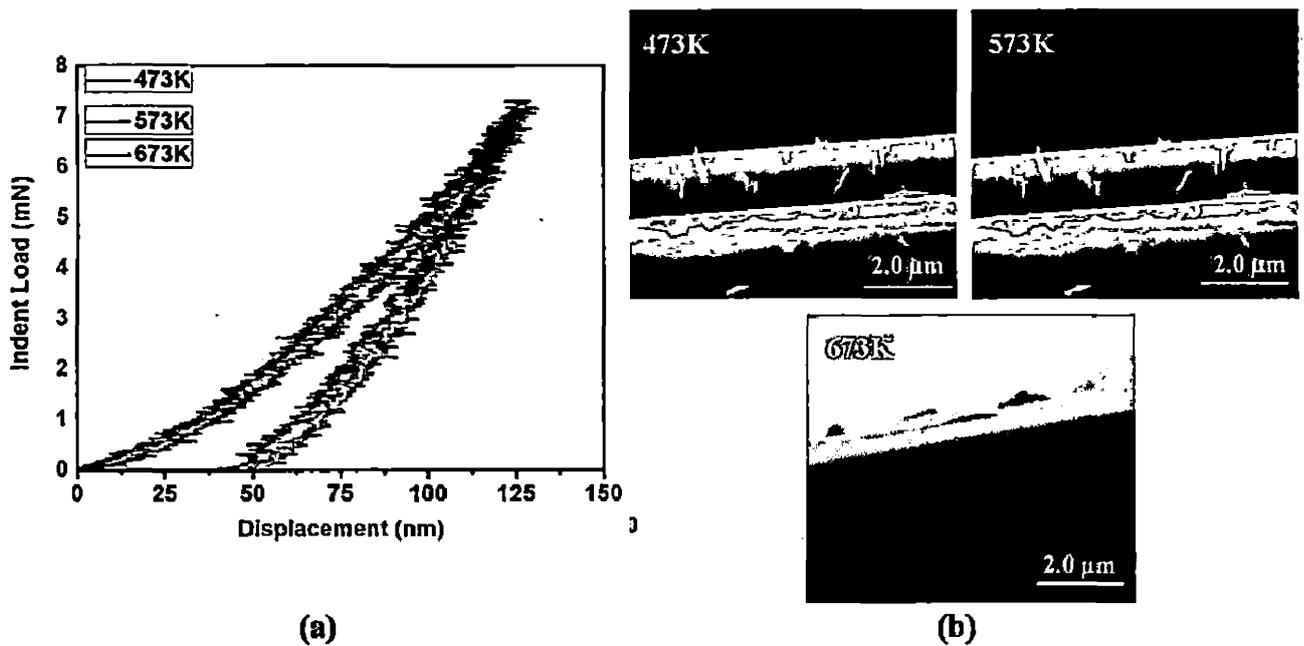 8
7
6
5
4
3
2
1
0
473K
573K
673K
Indent Load (mN)
0 25 50 75 100 125 150
Displacement (nm)
(a)
473K
2.0 µm
573K
2.0 µm
673K
2.0 µm
(b)